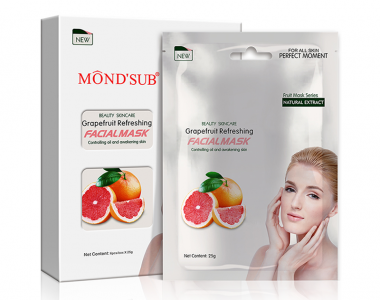 NEW
MOND'SUB®
BEAUTY SKINCARE
Grapefruit Refreshing
FACIALMASK
Controlling oil and awakening skin
Net Content:
NEW
FOR ALL SKIN
PERFECT MOMENT
Fruit Mask Series
NATURAL EXTRACT
BEAUTY SKINCARE
Grapefruit Refreshing
FACIALMASK
Controlling oil and awakening skin
Net Content: 25g